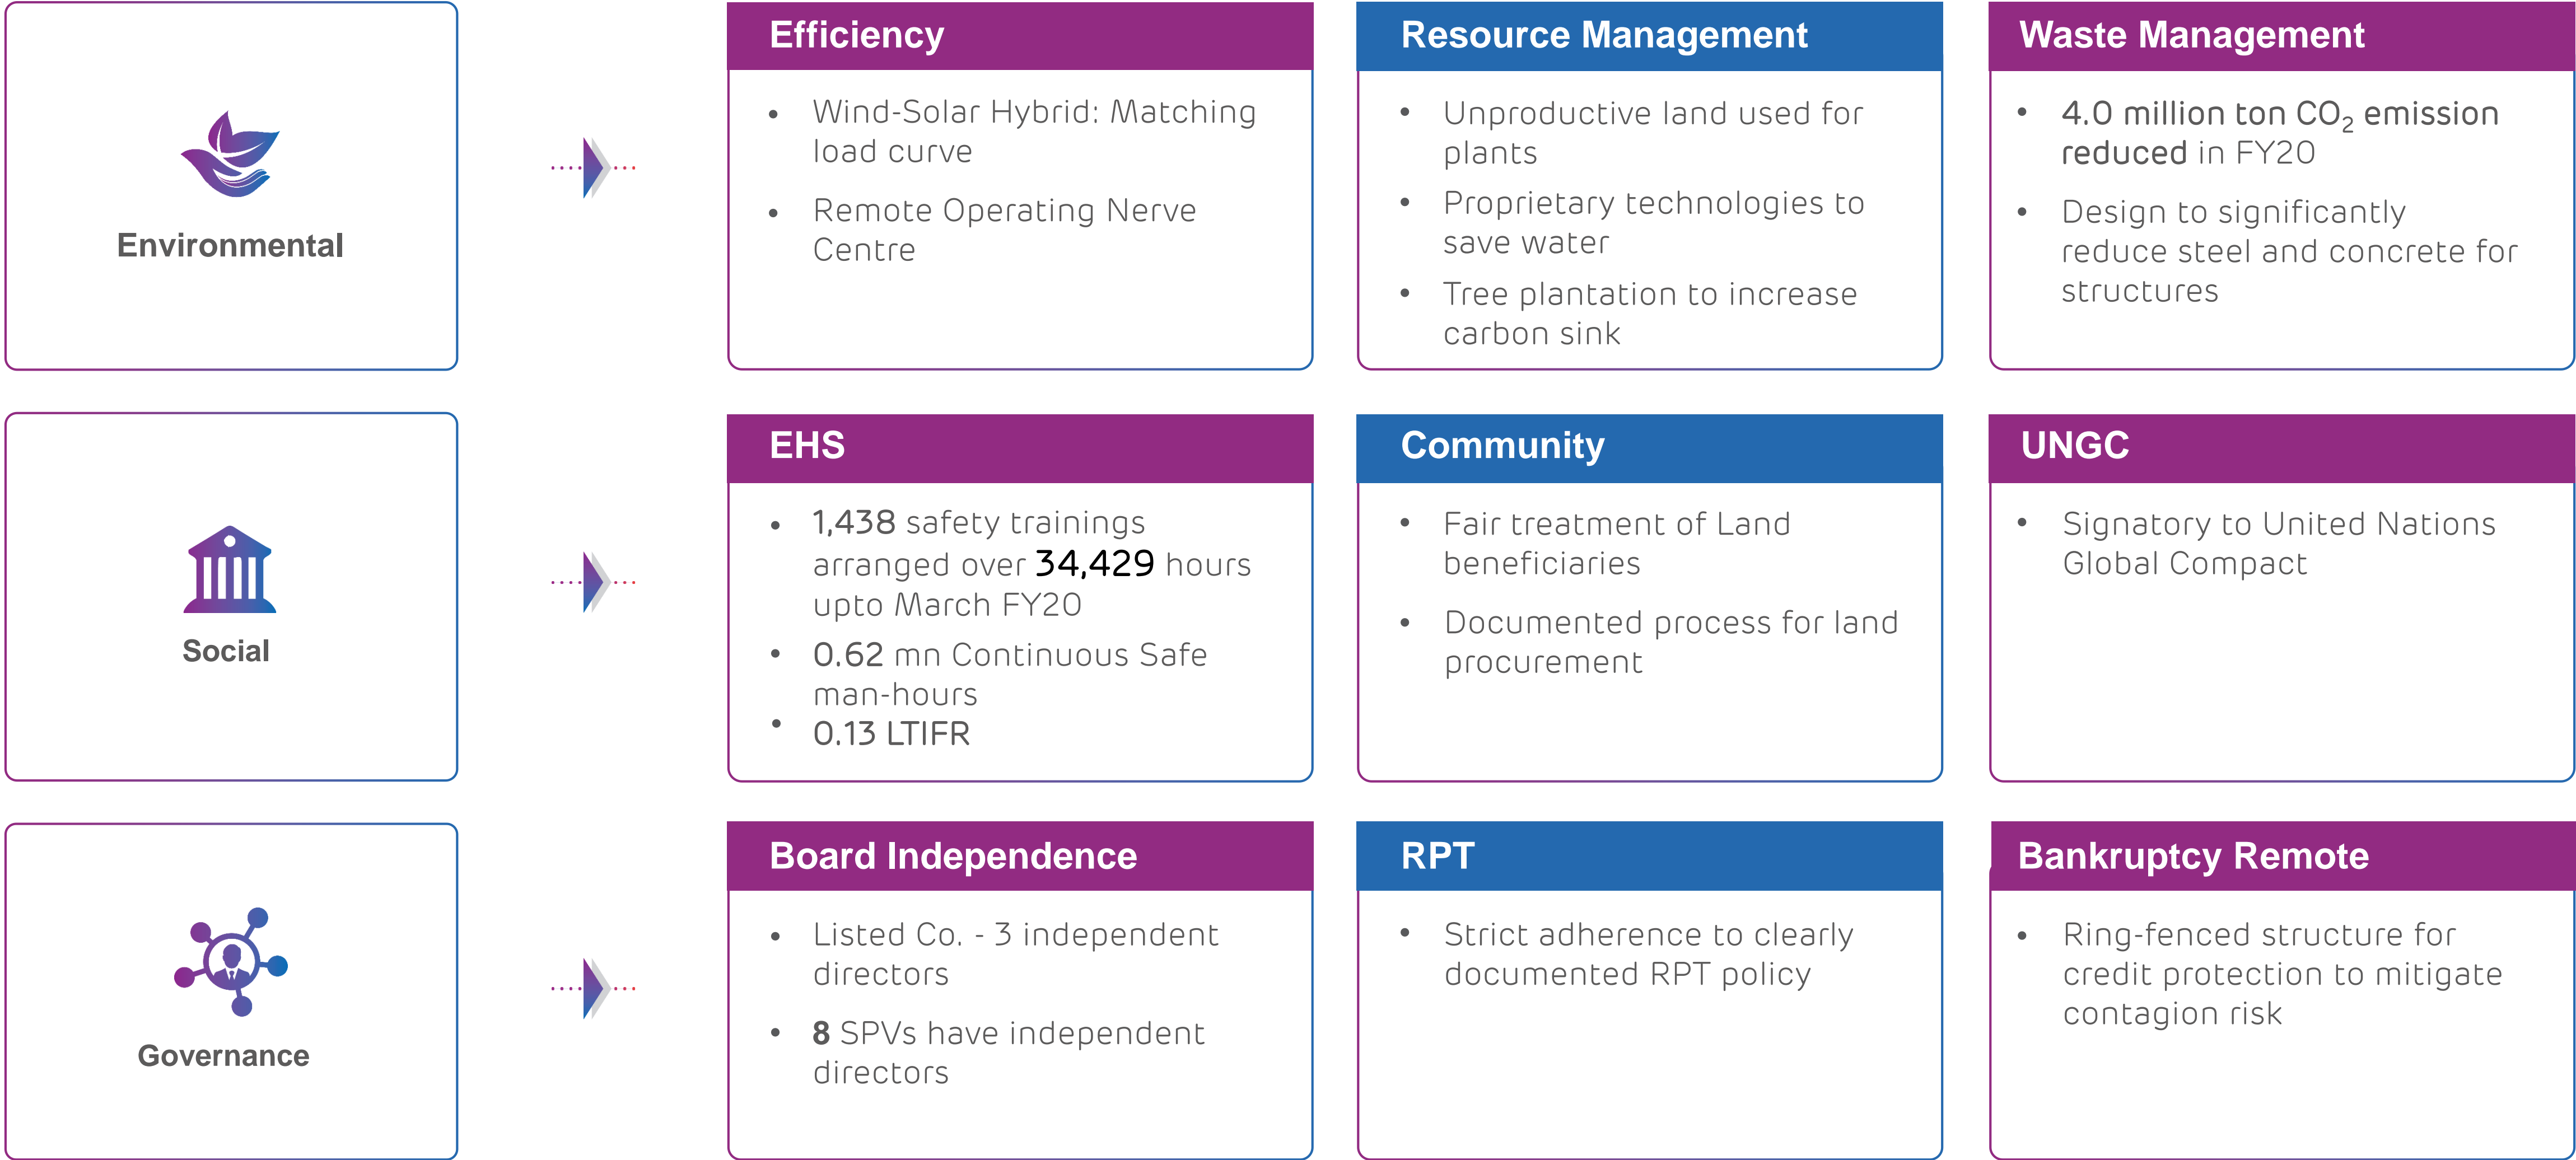 Environmental
Efficiency
• Wind-Solar Hybrid: Matching
load curve
• Remote Operating Nerve
Centre
Resource Management
• Unproductive land used for
plants
• Proprietary technologies to
save water
• Tree plantation to increase
carbon sink
Waste Management
• 4.0 million ton CO₂ emission
reduced in FY20
• Design to significantly
reduce steel and concrete for
structures
Social
EHS
• 1,438 safety trainings
arranged over 34,429 hours
upto March FY20
• 0.62 mn Continuous Safe
man-hours
• 0.13 LTIFR
Community
• Fair treatment of Land
beneficiaries
• Documented process for land
procurement
UNGC
• Signatory to United Nations
Global Compact
Governance
Board Independence
• Listed Co. - 3 independent
directors
• 8 SPVs have independent
directors
RPT
• Strict adherence to clearly
documented RPT policy
Bankruptcy Remote
• Ring-fenced structure for
credit protection to mitigate
contagion risk